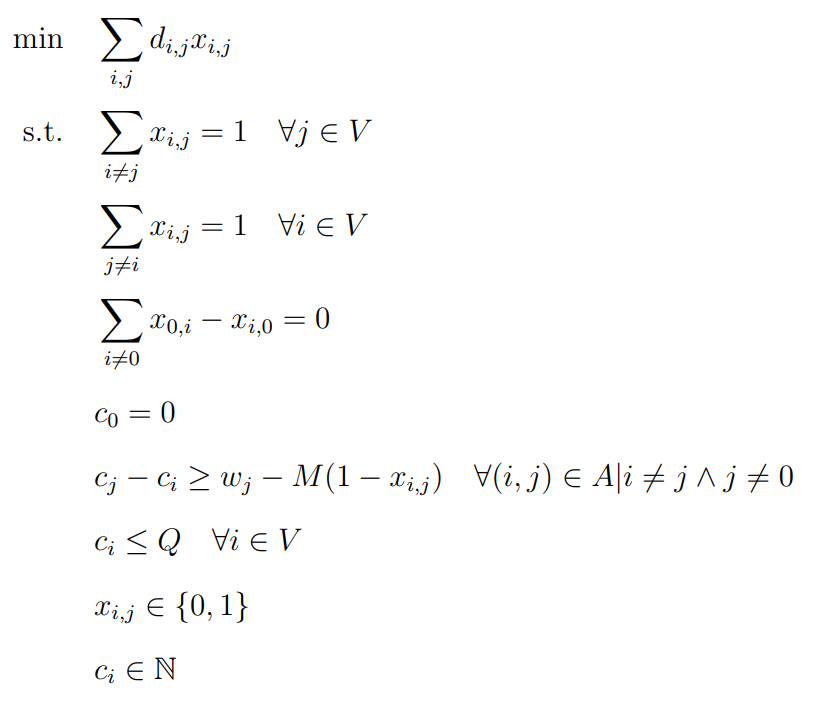 min ∑_{i,j} d_{i,j}x_{i,j}
s.t. ∑_{i≠j} x_{i,j} = 1 ∀j ∈ V
∑_{j≠i} x_{i,j} = 1 ∀i ∈ V
∑_{i≠0} x_{0,i} − x_{i,0} = 0
c_0 = 0
c_j − c_i ≥ w_j − M(1 − x_{i,j}) ∀(i, j) ∈ A|i ≠ j ∧ j ≠ 0
c_i ≤ Q ∀i ∈ V
x_{i,j} ∈ {0, 1}
c_i ∈ ℕ